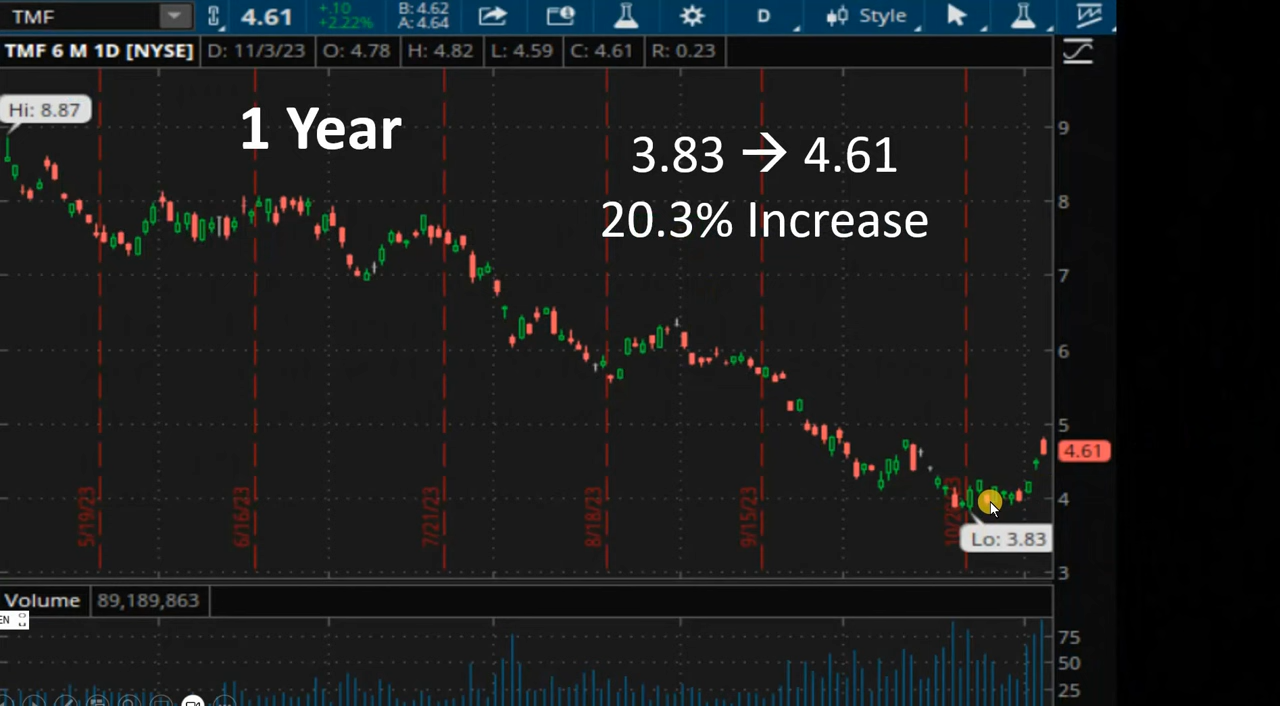 TMF 4.61 +.10 B: 4.62 D Style
+2.22% A: 4.64
TMF 6 M 1D [NYSE] D: 11/3/23 O: 4.78 H: 4.82 L: 4.59 C: 4.61 R: 0.23
Hi: 8.87
1 Year
3.83 → 4.61
20.3% Increase
9
8
7
6
5
4.61
4
3
5/19/23
6/16/23
7/21/23
8/18/23
9/15/23
Lo: 3.83
Volume 89,189,863
EN
75
50
25